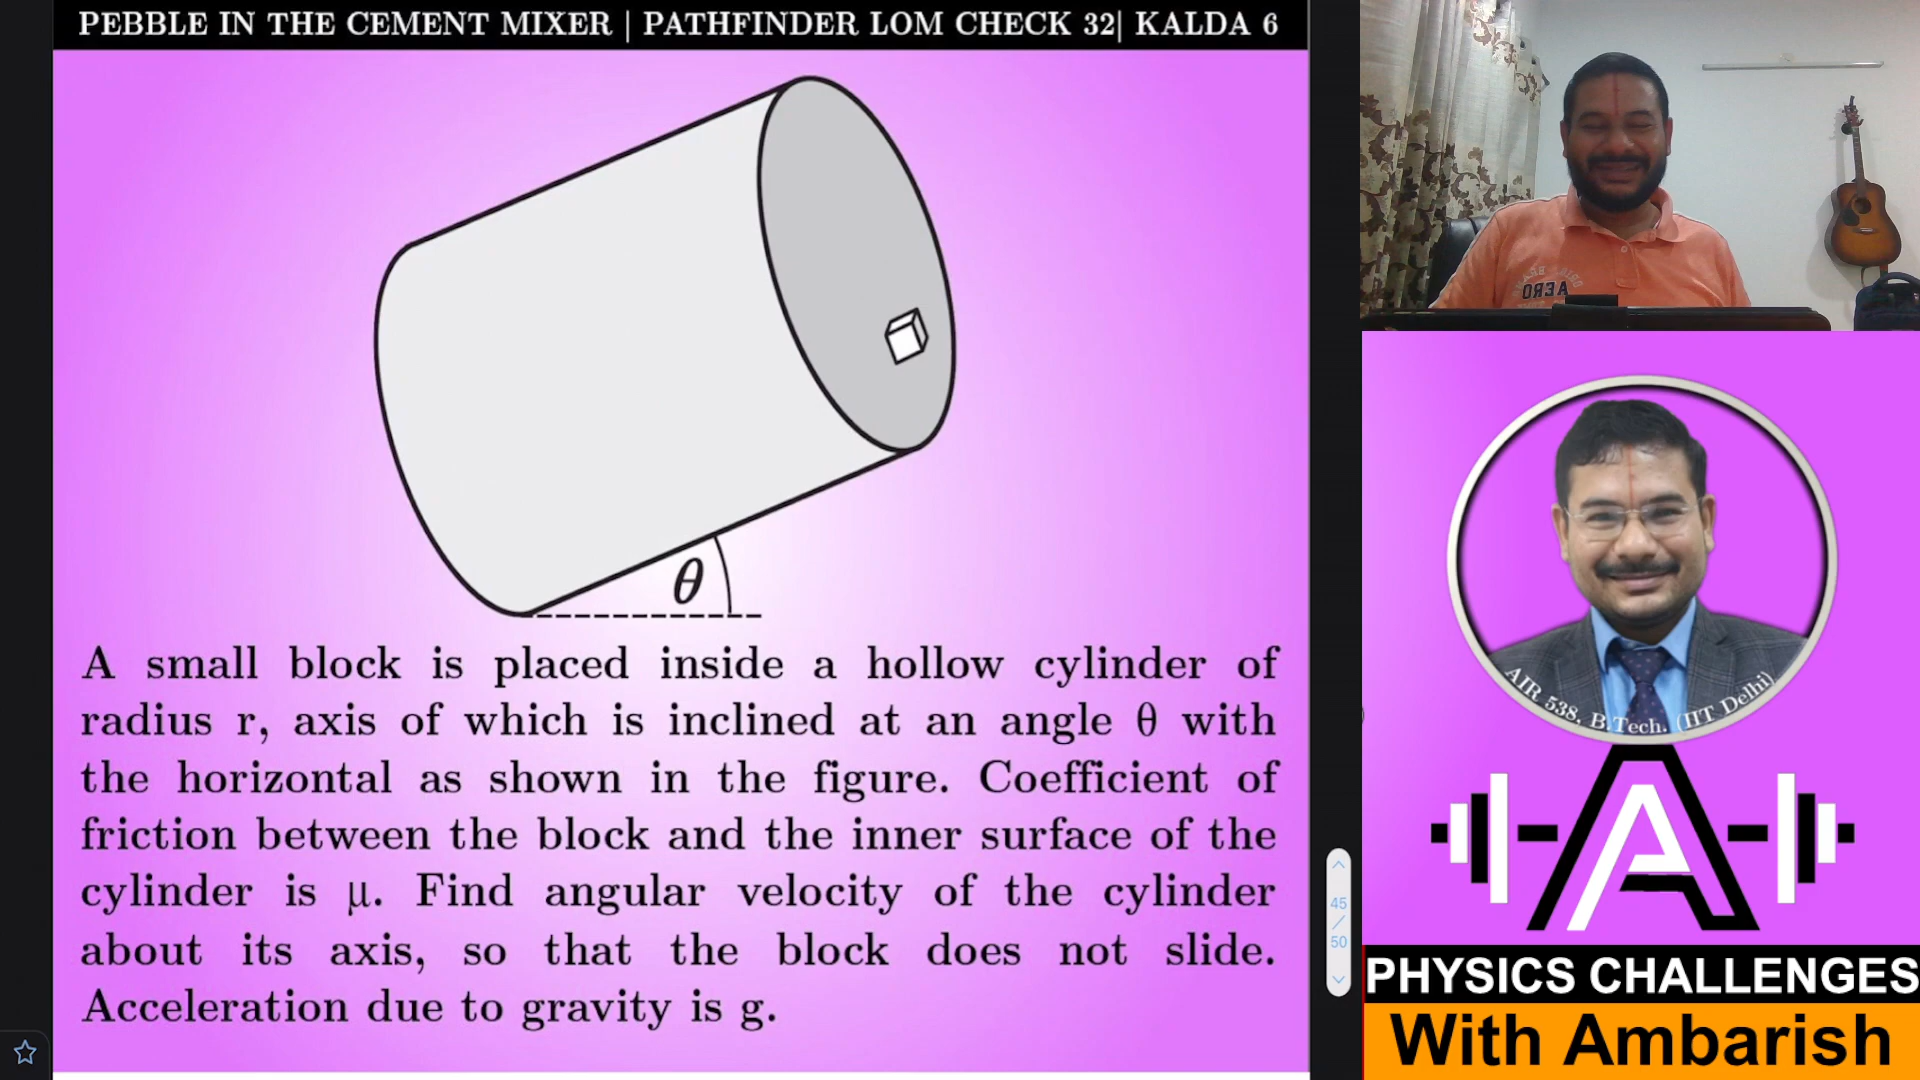 PEBBLE IN THE CEMENT MIXER | PATHFINDER LOM CHECK 32| KALDA 6
θ
A small block is placed inside a hollow cylinder of
radius r, axis of which is inclined at an angle θ with
the horizontal as shown in the figure. Coefficient of
friction between the block and the inner surface of the
cylinder is μ. Find angular velocity of the cylinder
about its axis, so that the block does not slide.
Acceleration due to gravity is g.
45
/
50
AERO
AIR 538, B.Tech. (IIT Delhi)
A
PHYSICS CHALLENGES
With Ambarish